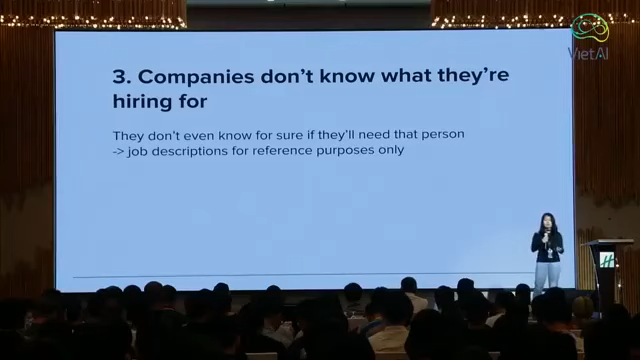 VietAI
3. Companies don't know what they're
hiring for
They don't even know for sure if they'll need that person
-> job descriptions for reference purposes only
H